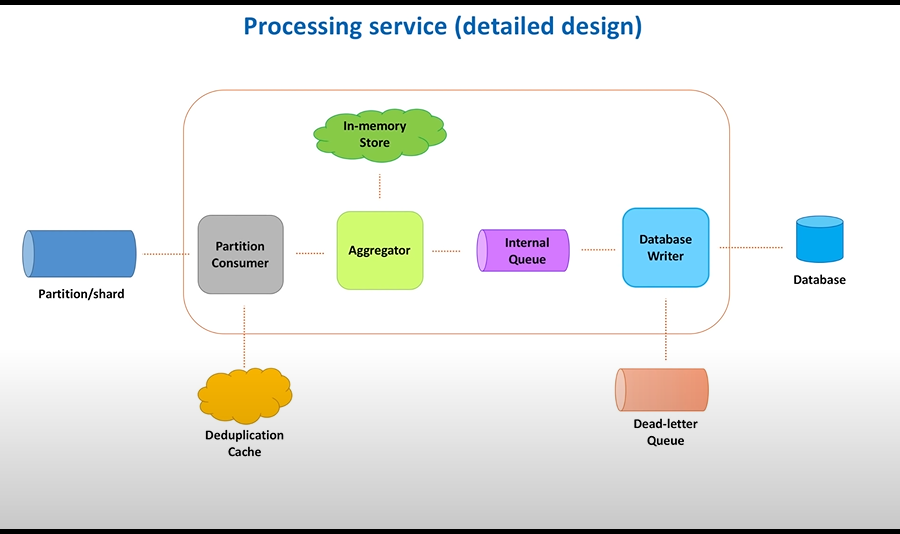 Processing service (detailed design)
In-memory
Store
Partition
Consumer
Aggregator
Internal
Queue
Database
Writer
Partition/shard
Database
Deduplication
Cache
Dead-letter
Queue